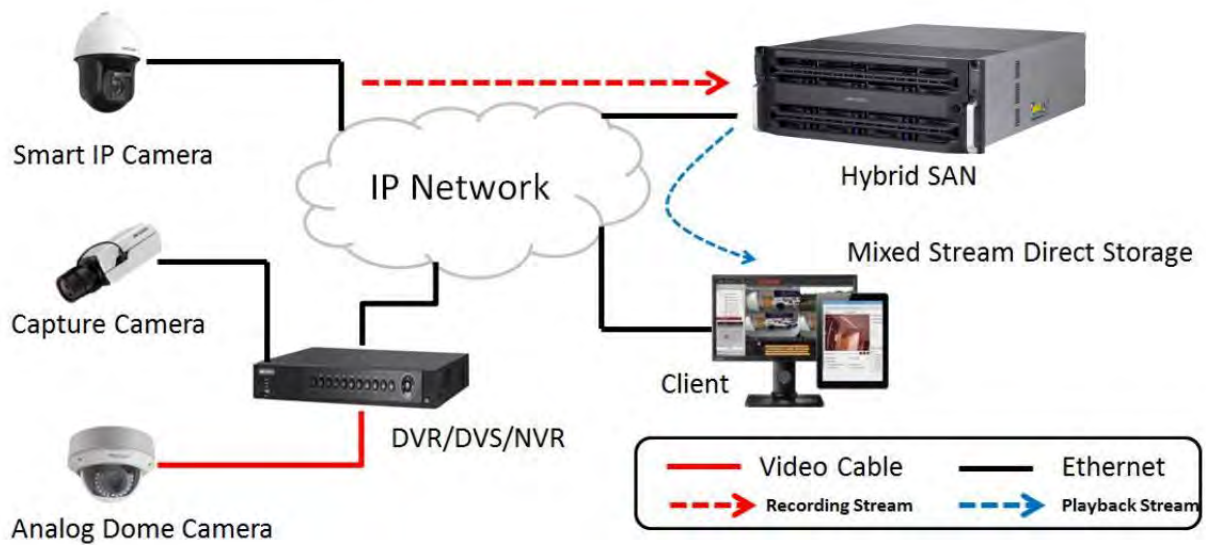 Smart IP Camera
IP Network
Hybrid SAN
Mixed Stream Direct Storage
Capture Camera
Client
DVR/DVS/NVR
Analog Dome Camera
Video Cable
Ethernet
Recording Stream
Playback Stream